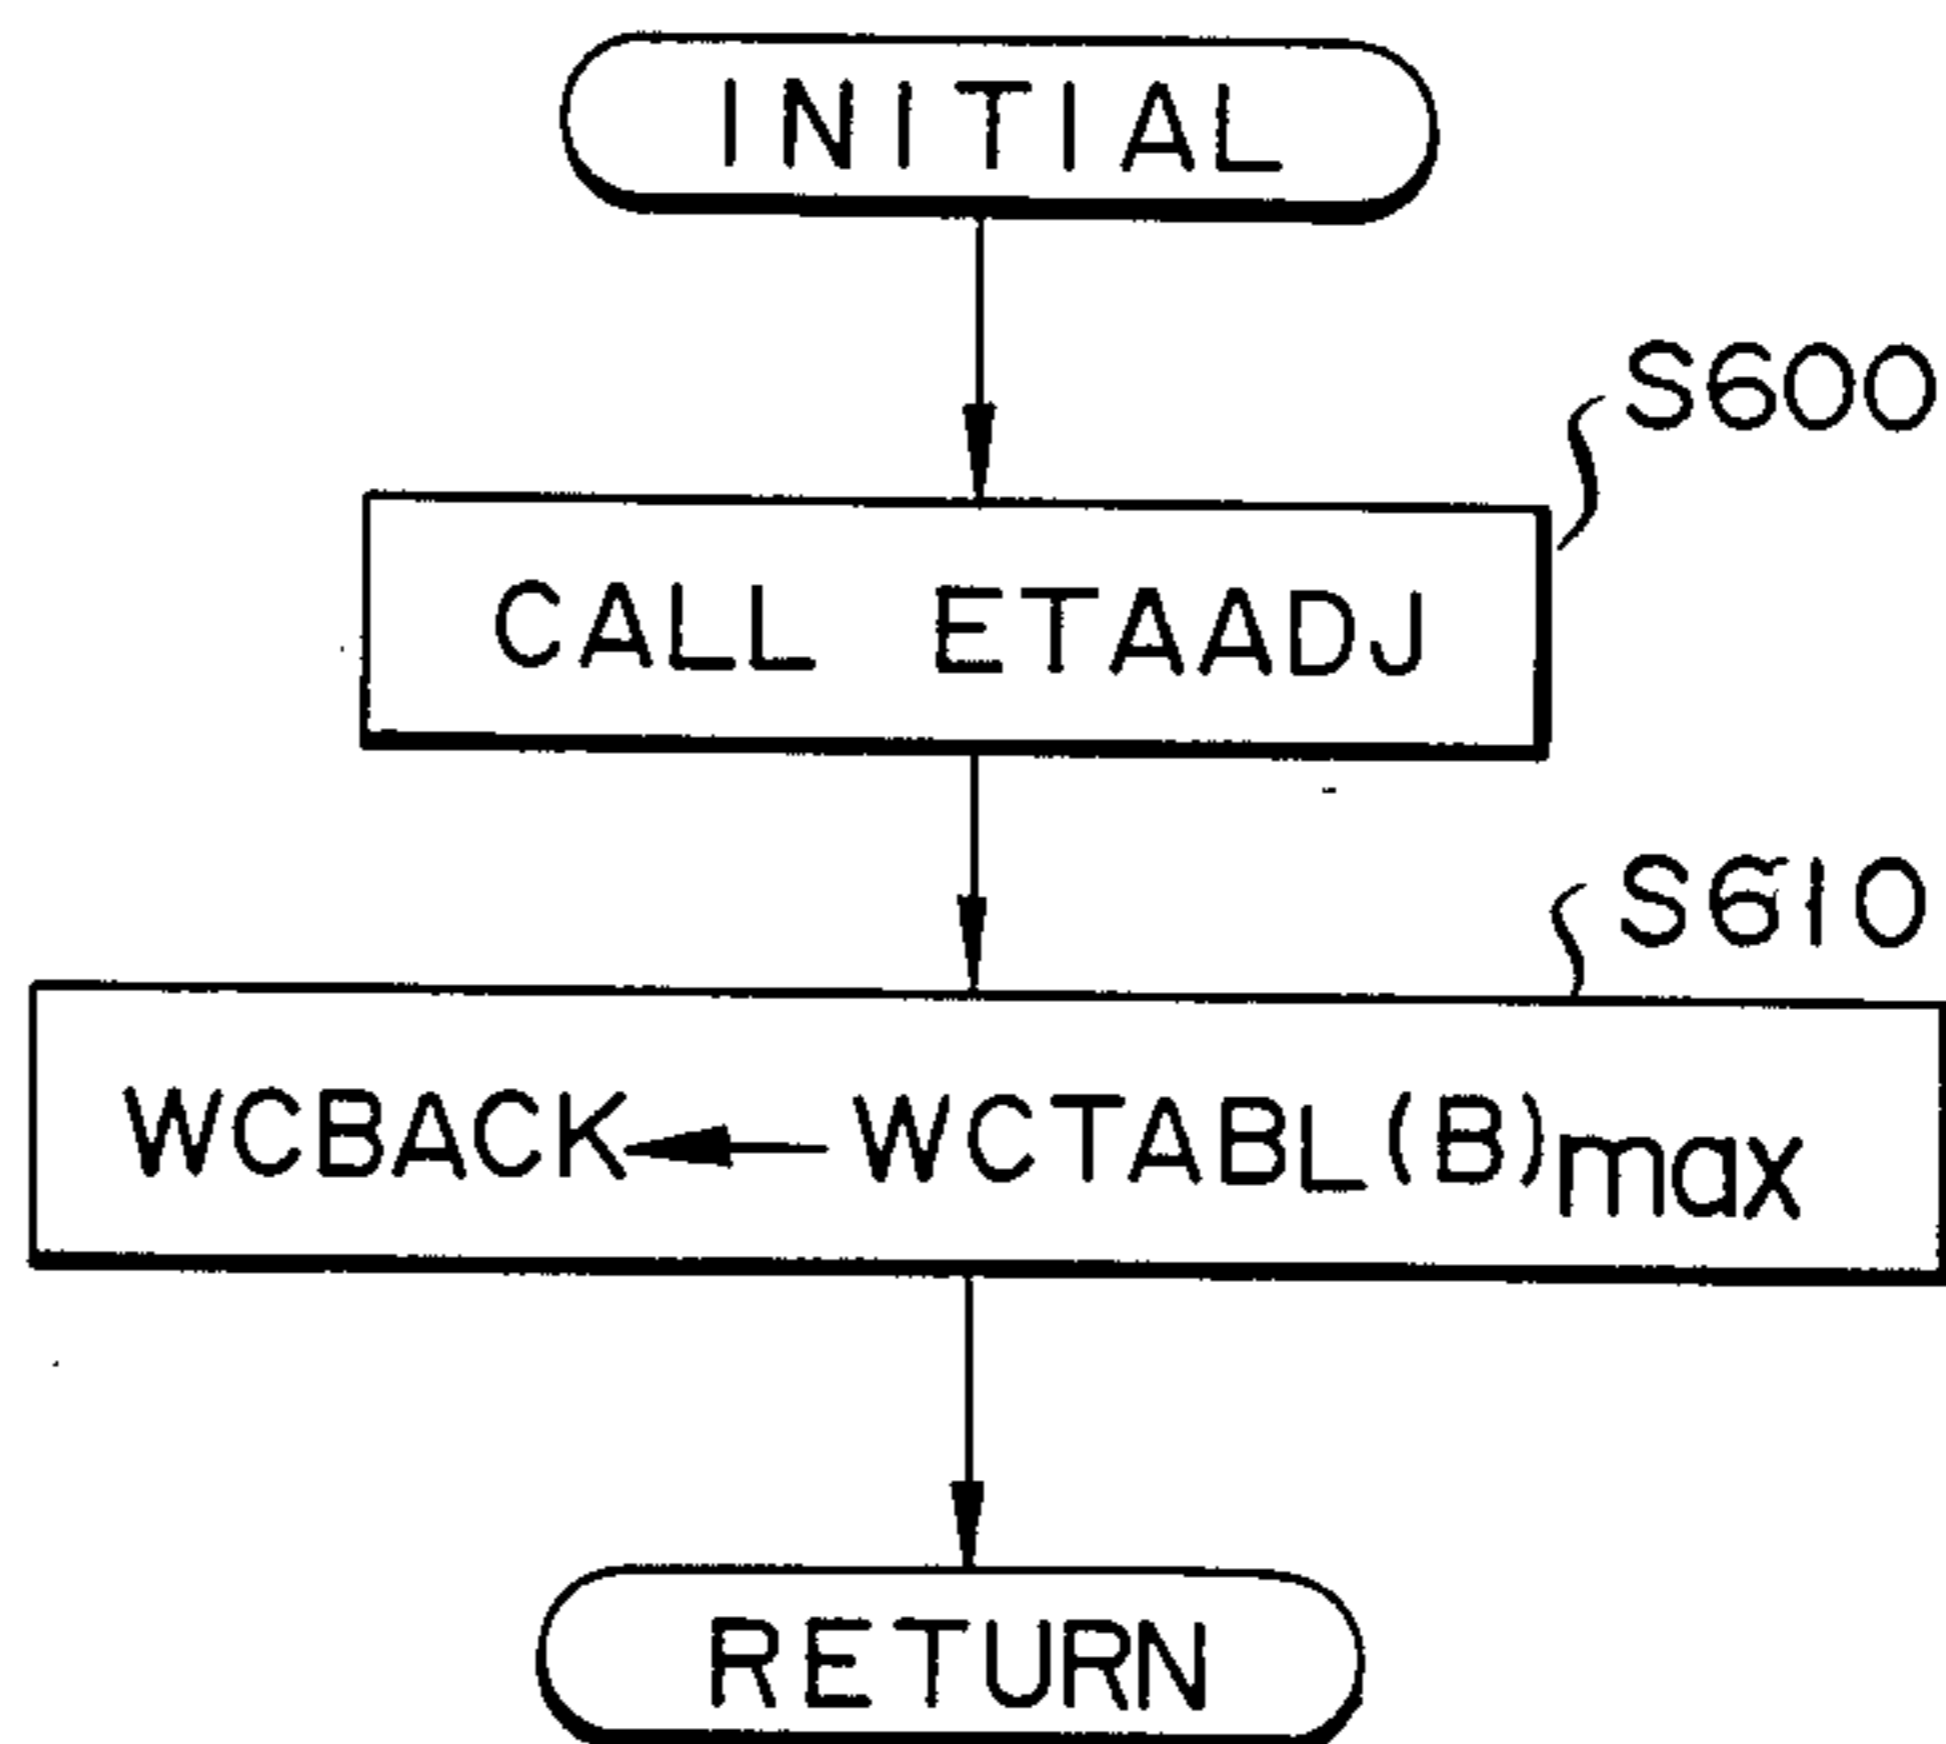 INITIAL
S600
CALL ETAADJ
S610
WCBACK ← WCTABL(B)max
RETURN